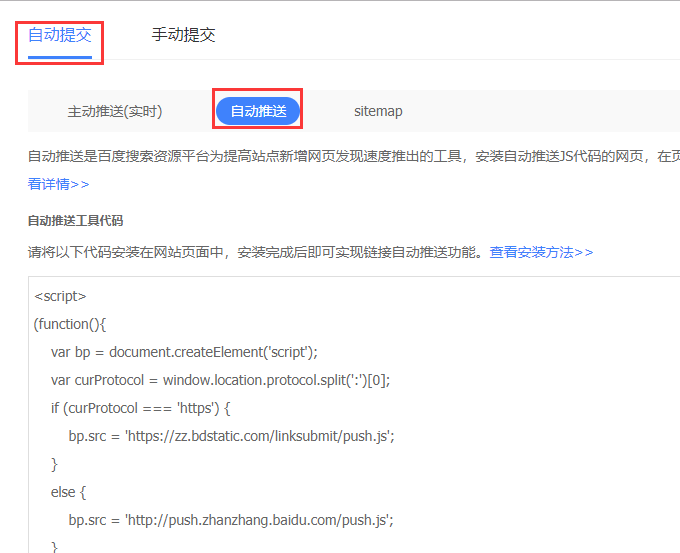 自动提交 手动提交
主动推送(实时) 自动推送 sitemap
自动推送是百度搜索资源平台为提高站点新增网页发现速度推出的工具，安装自动推送JS代码的网页，在页
看详情>>
自动推送工具代码
请将以下代码安装在网站页面中，安装完成后即可实现链接自动推送功能。查看安装方法>>
<script>
(function(){
var bp = document.createElement('script');
var curProtocol = window.location.protocol.split(':')[0];
if (curProtocol === 'https') {
bp.src = 'https://zz.bdstatic.com/linksubmit/push.js';
}
else {
bp.src = 'http://push.zhanzhang.baidu.com/push.js';
}